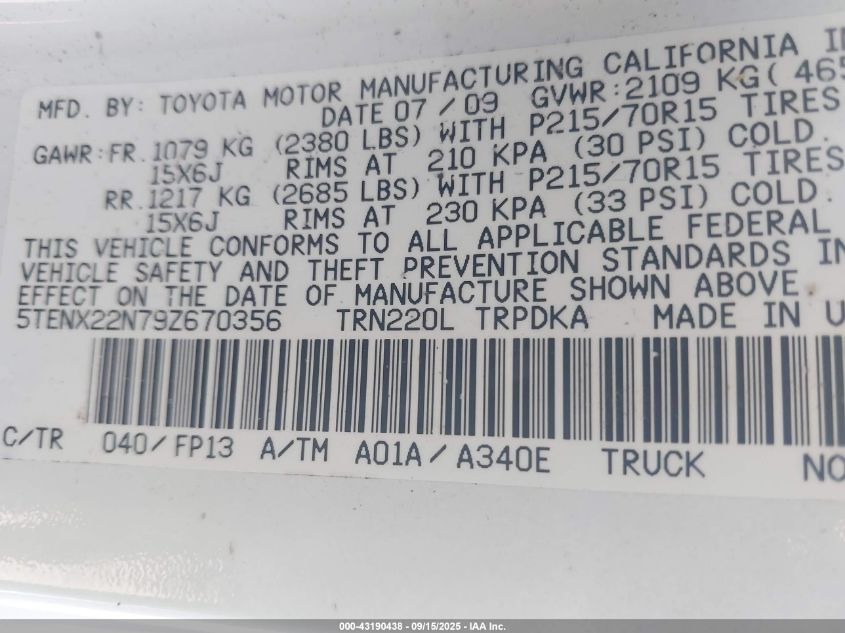 MFD. BY: TOYOTA MOTOR MANUFACTURING CALIFORNIA
DATE 07 / 09 GVWR: 2109 KG(
GAWR: FR. 1079 KG (2380 LBS) WITH P215/70R15 TIRES
15X6J RIMS AT 210 KPA (30 PSI) COLD.
RR. 1217 KG (2685 LBS) WITH P215/70R15 TIRES
15X6J RIMS AT 230 KPA (33 PSI) COLD.
THIS VEHICLE CONFORMS TO ALL APPLICABLE FEDERAL
VEHICLE SAFETY AND THEFT PREVENTION STANDARDS IN
EFFECT ON THE DATE OF MANUFACTURE SHOWN ABOVE.
5TENX22N79Z670356 TRN220L TRPDKA MADE IN
C/TR 040/FP13 A/TM A01A/A340E TRUCK
000-43190438 - 09/15/2025 - IAA Inc.